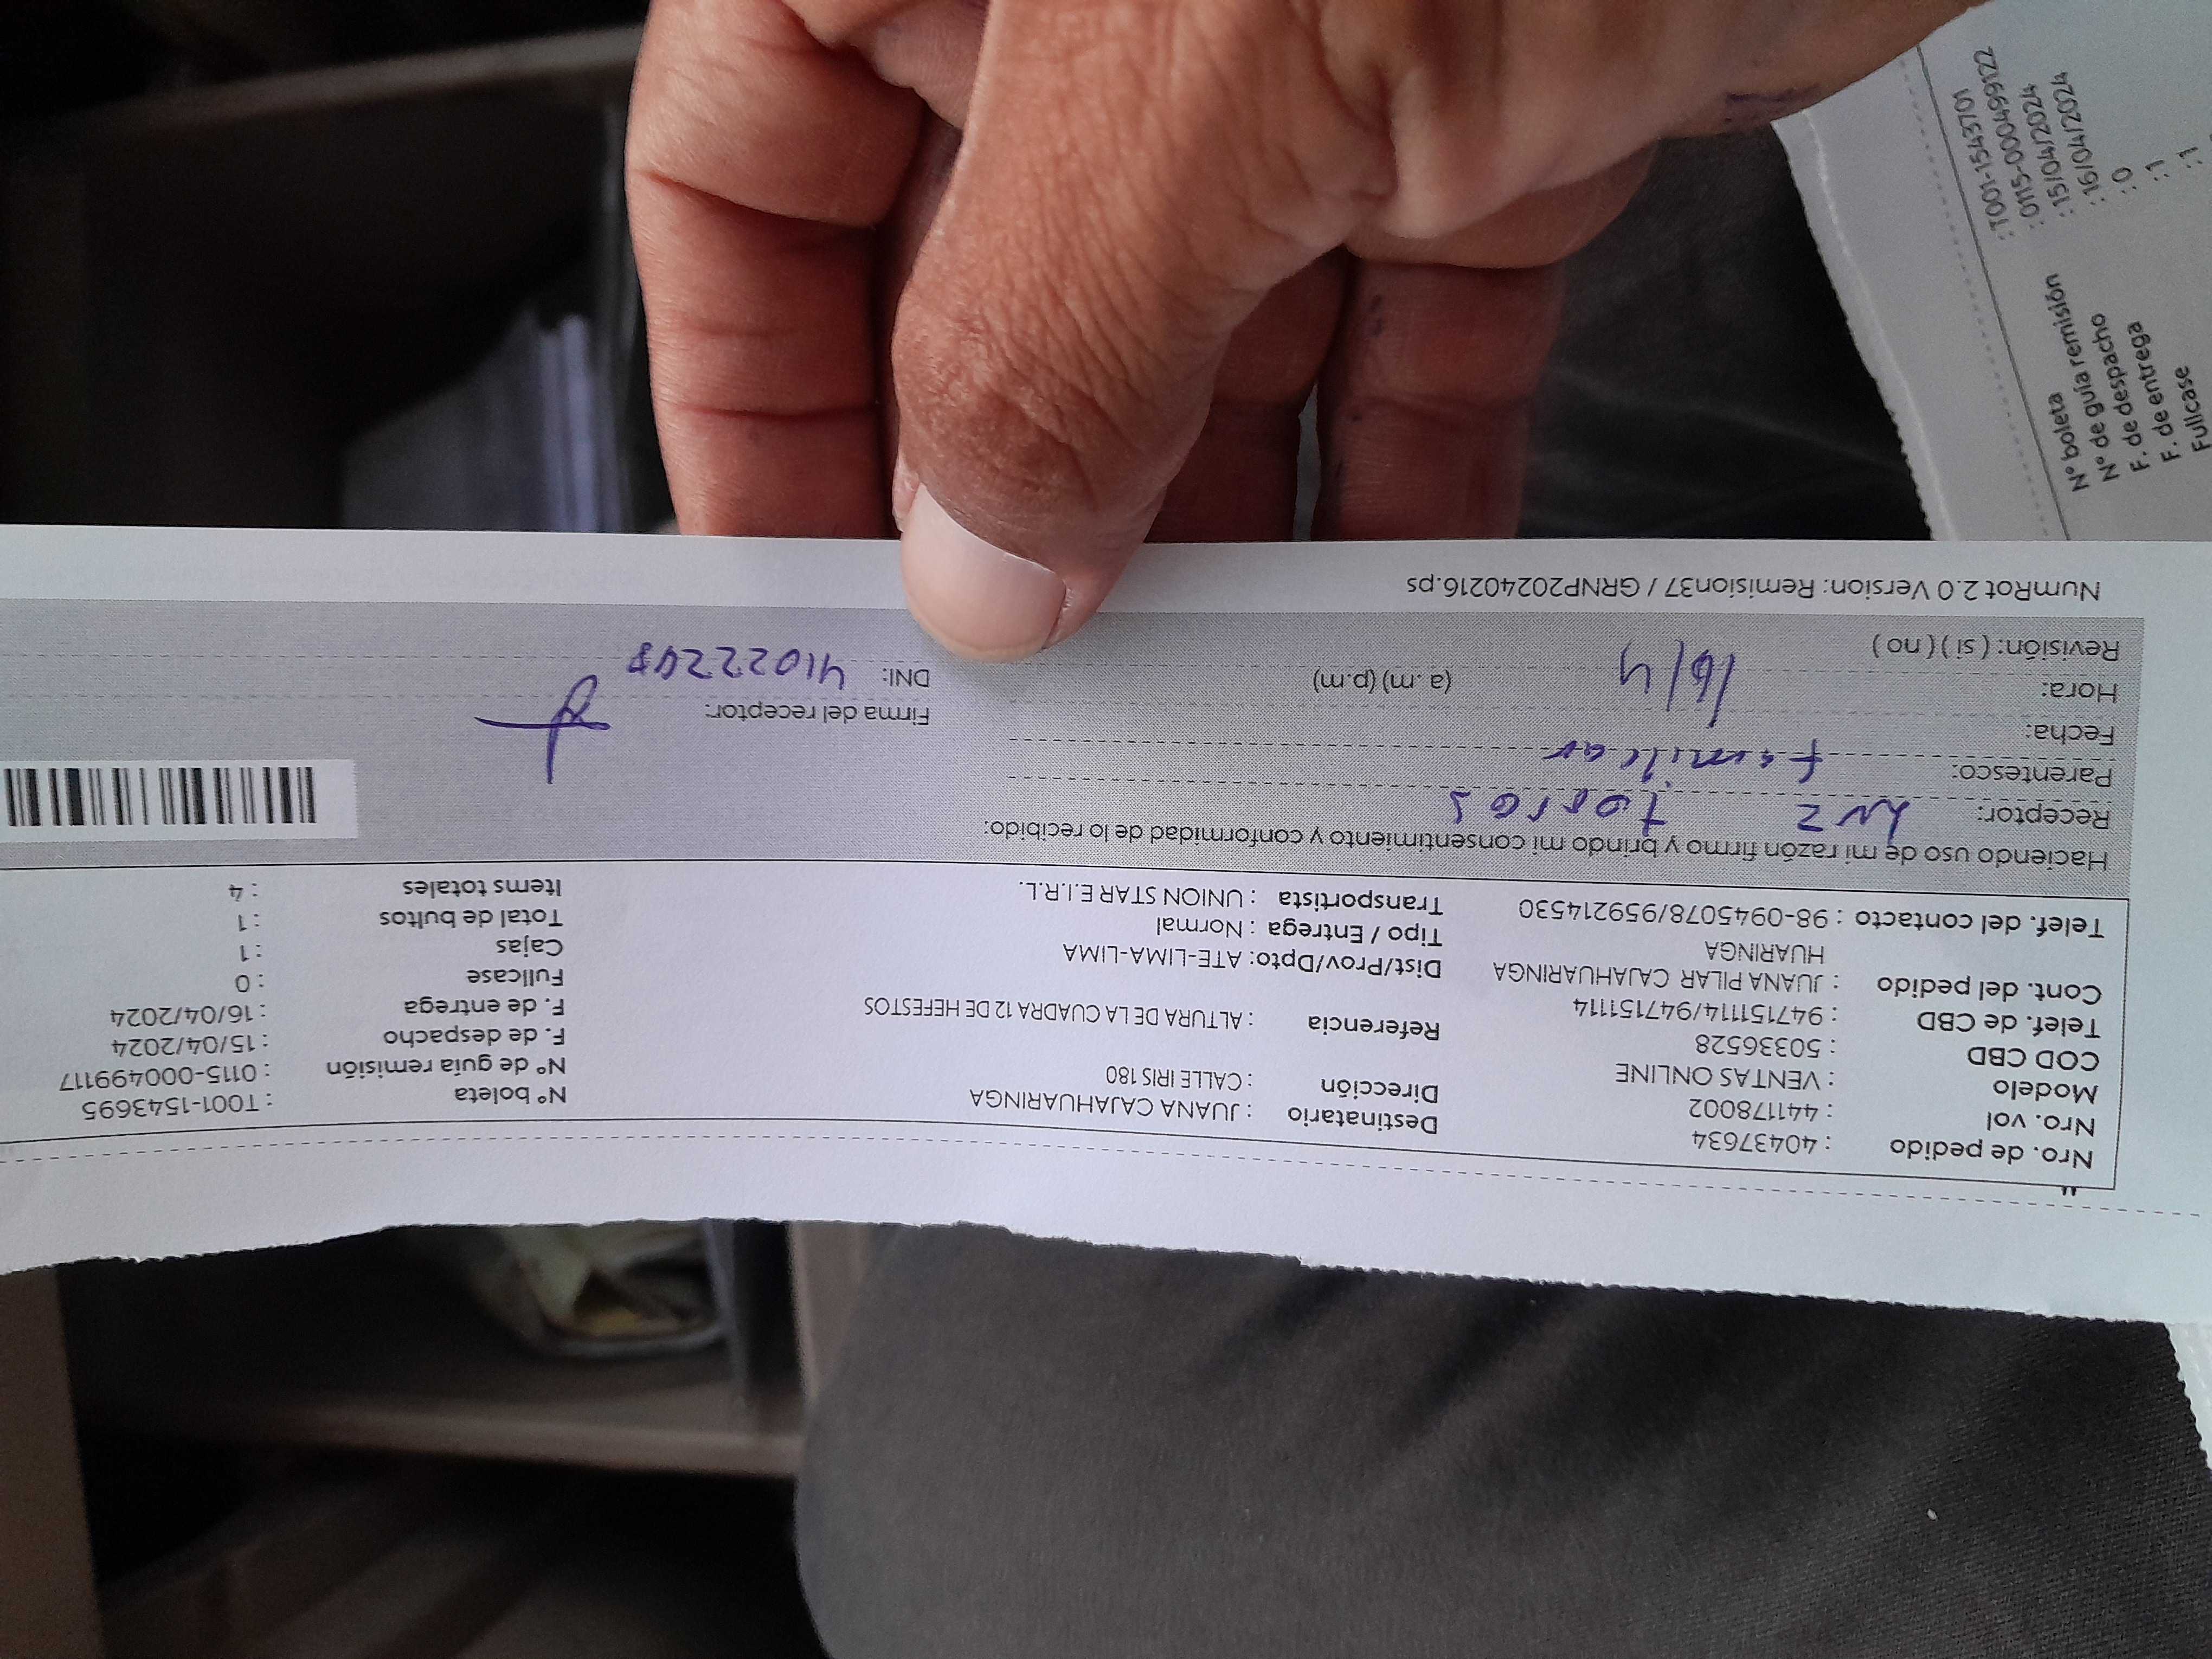 Nro. de pedido : 40437634
Nro. vol : 441178002
Modelo : VENTAS ONLINE
COD CBD : 50336528
Telef. de CBD : 947151114/947151114
Cont. del pedido : JUANA PILAR CAJAHUARINGA
HUARINGA
Telef. del contacto : 98-0945078/959214530
Destinatario : JUANA CAJAHUARINGA
Dirección : CALLE IRIS 180
Referencia : ALTURA DE LA CUADRA 12 DE HEFESTOS
Dist/Prov/Dpto: ATE-LIMA-LIMA
Tipo / Entrega : Normal
Transportista : UNION STAR E.I.R.L.
N° boleta : T001-1543695
N° de guía remisión : 0115-000499117
F. de despacho : 15/04/2024
F. de entrega : 16/04/2024
Fullcase : 0
Cajas : 1
Total de bultos : 1
Items totales : 4
Haciendo uso de mi razón firmo y brindo mi consentimiento y conformidad de lo recibido:
Receptor: Luz torres
Parentesco: familiar
Fecha: 16/4
Hora: (a .m) (p.m)
Revisión: ( si ) ( no )
Firma del receptor:
DNI: 41022248
NumRot 2.0 Version: Remision37 / GRNP20240216.ps
N° boleta : T001-1543701
N° de guía remisión : 0115-000499122
F. de despacho : 15/04/2024
F. de entrega : 16/04/2024
Fullcase : 0
: 1
: 1